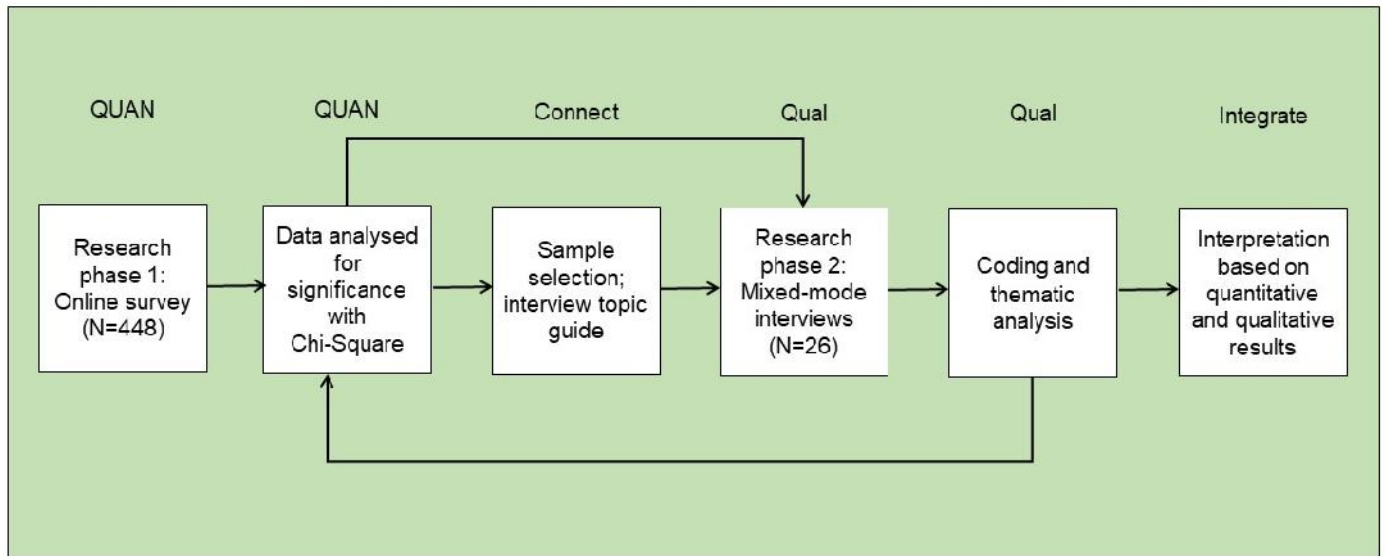 QUAN
QUAN
Connect
Qual
Qual
Integrate
Research
phase 1:
Online survey
(N=448)
Data analysed
for
significance
with
Chi-Square
Sample
selection;
interview topic
guide
Research
phase 2:
Mixed-mode
interviews
(N=26)
Coding and
thematic
analysis
Interpretation
based on
quantitative
and qualitative
results